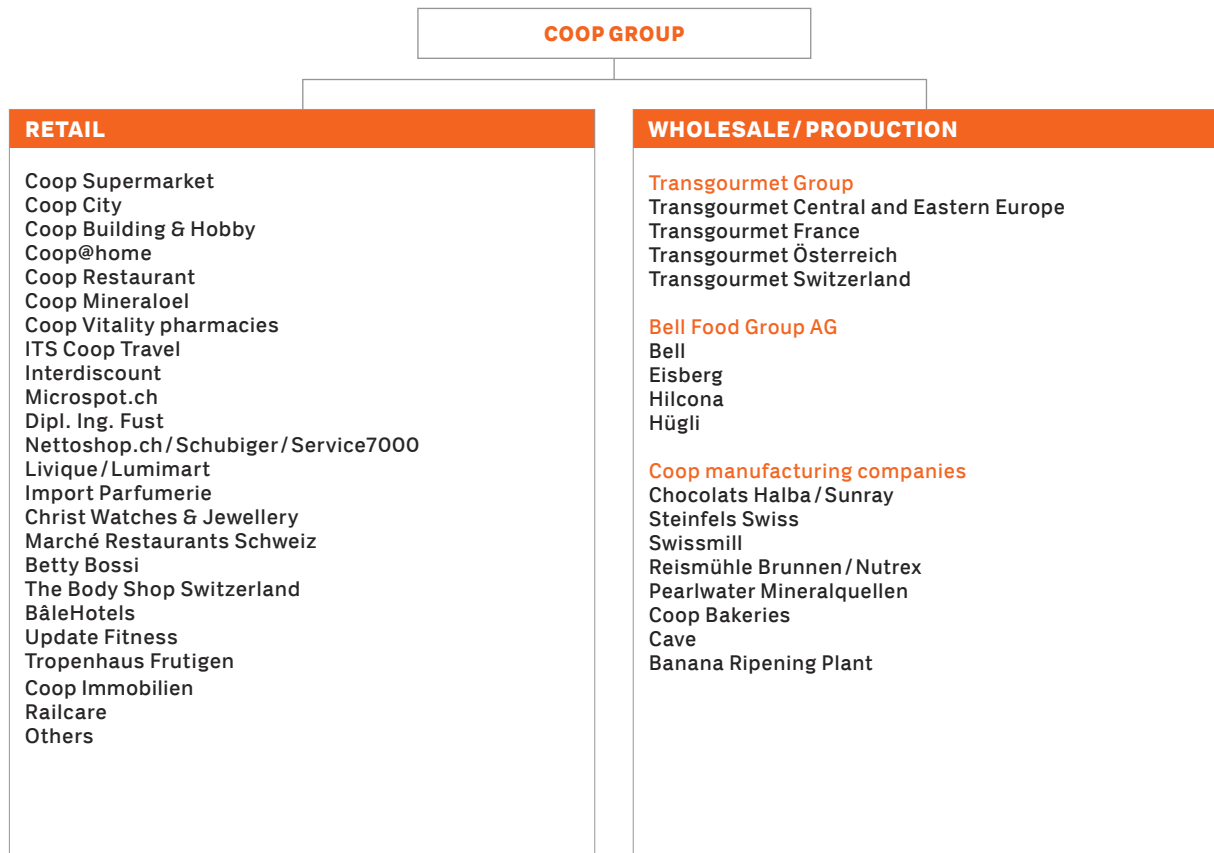 COOP GROUP
RETAIL
Coop Supermarket
Coop City
Coop Building & Hobby
Coop@home
Coop Restaurant
Coop Mineraloel
Coop Vitality pharmacies
ITS Coop Travel
Interdiscount
Microspot.ch
Dipl. Ing. Fust
Nettoshop.ch / Schubiger / Service7000
Livique / Lumimart
Import Parfumerie
Christ Watches & Jewellery
Marché Restaurants Schweiz
Betty Bossi
The Body Shop Switzerland
BâleHotels
Update Fitness
Tropenhaus Frutigen
Coop Immobilien
Railcare
Others
WHOLESALE / PRODUCTION
Transgourmet Group
Transgourmet Central and Eastern Europe
Transgourmet France
Transgourmet Österreich
Transgourmet Switzerland
Bell Food Group AG
Bell
Eisberg
Hilcona
Hügli
Coop manufacturing companies
Chocolats Halba / Sunray
Steinfels Swiss
Swissmill
Reismühle Brunnen / Nutrex
Pearlwater Mineralquellen
Coop Bakeries
Cave
Banana Ripening Plant